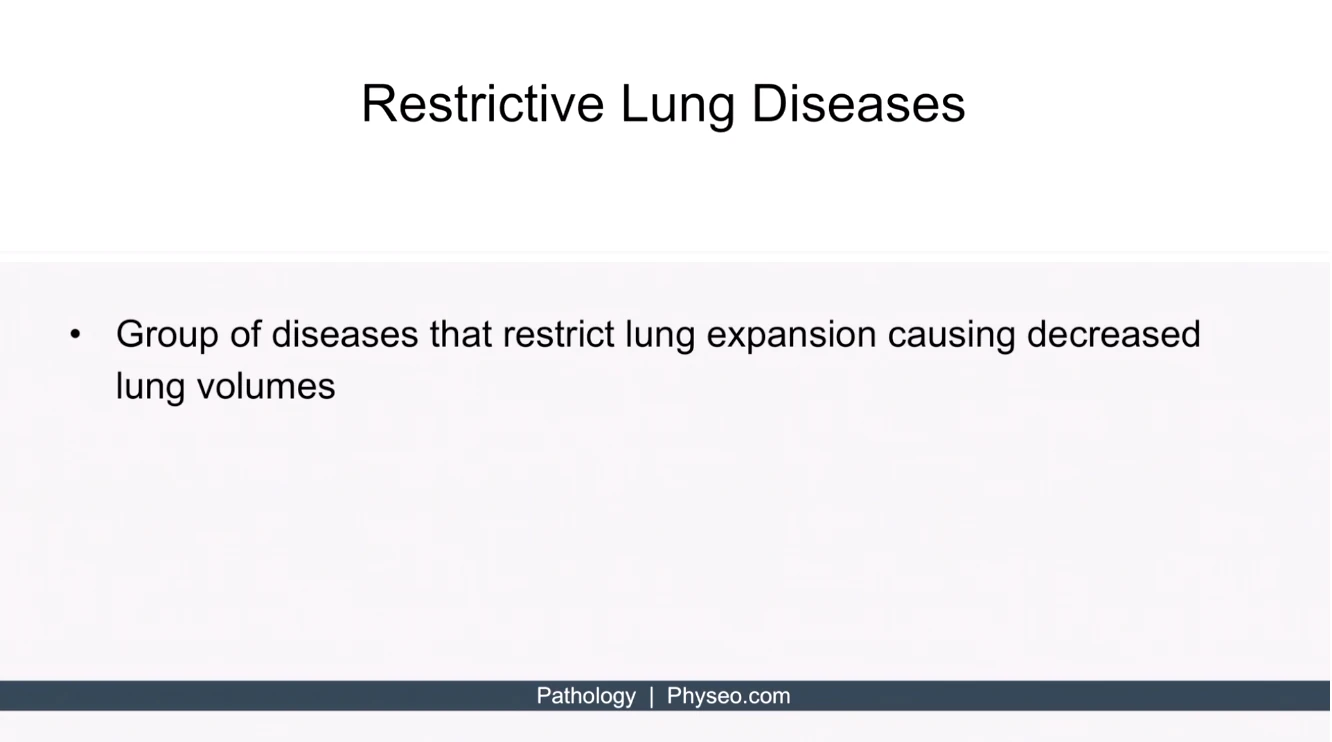 Restrictive Lung Diseases
• Group of diseases that restrict lung expansion causing decreased
lung volumes
Pathology | Physeo.com